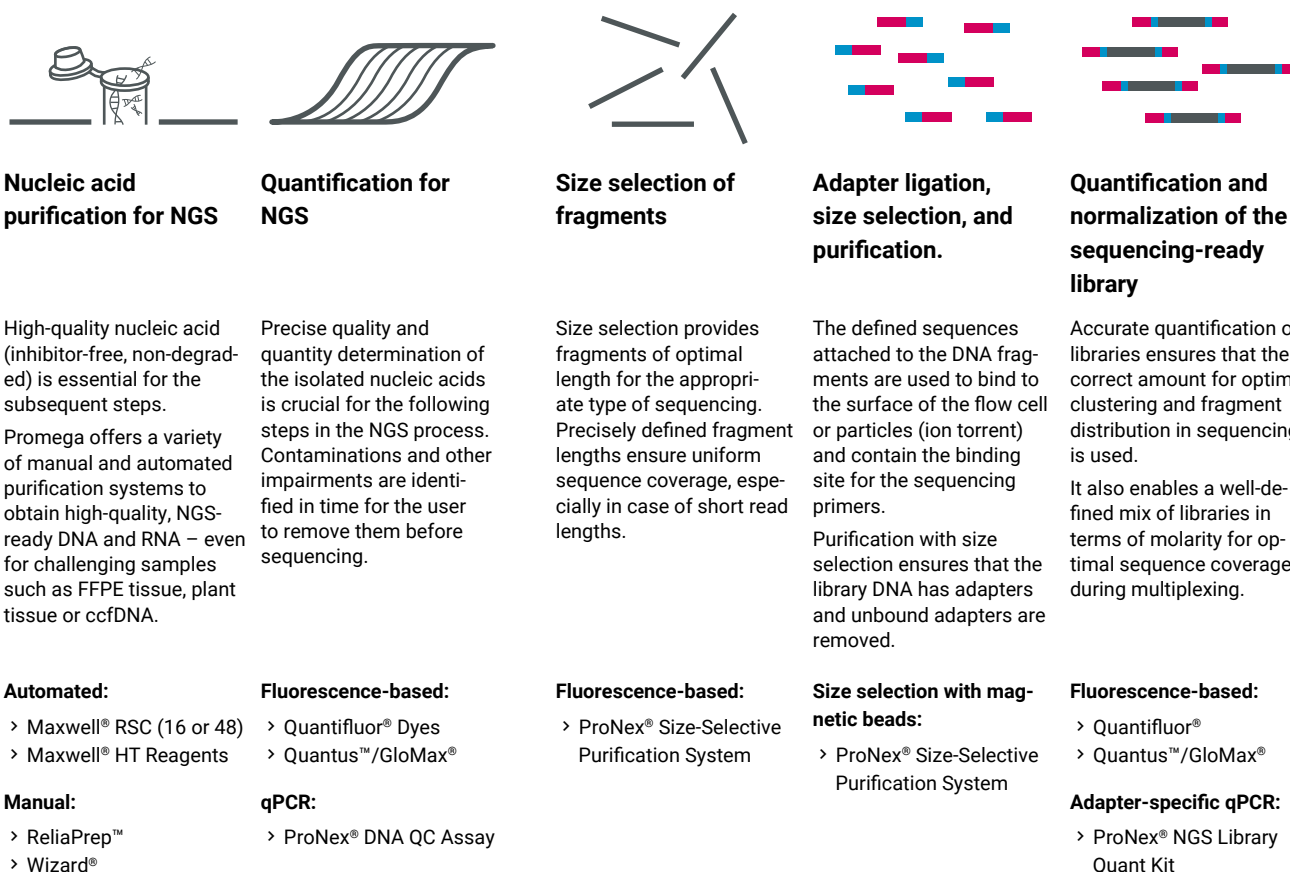 Nucleic acid
purification for NGS
High-quality nucleic acid
(inhibitor-free, non-degrad-
ed) is essential for the
subsequent steps.
Promega offers a variety
of manual and automated
purification systems to
obtain high-quality, NGS-
ready DNA and RNA – even
for challenging samples
such as FFPE tissue, plant
tissue or ccfDNA.
Automated:
› Maxwell® RSC (16 or 48)
› Maxwell® HT Reagents
Manual:
› ReliaPrep™
› Wizard®
Quantification for
NGS
Precise quality and
quantity determination of
the isolated nucleic acids
is crucial for the following
steps in the NGS process.
Contaminations and other
impairments are identi-
fied in time for the user
to remove them before
sequencing.
Fluorescence-based:
› Quantifluor® Dyes
› Quantus™/GloMax®
qPCR:
› ProNex® DNA QC Assay
Size selection of
fragments
Size selection provides
fragments of optimal
length for the appropri-
ate type of sequencing.
Precisely defined fragment
lengths ensure uniform
sequence coverage, espe-
cially in case of short read
lengths.
Fluorescence-based:
› ProNex® Size-Selective
Purification System
Adapter ligation,
size selection, and
purification.
The defined sequences
attached to the DNA frag-
ments are used to bind to
the surface of the flow cell
or particles (ion torrent)
and contain the binding
site for the sequencing
primers.
Purification with size
selection ensures that the
library DNA has adapters
and unbound adapters are
removed.
Size selection with mag-
netic beads:
› ProNex® Size-Selective
Purification System
Quantification and
normalization of the
sequencing-ready
library
Accurate quantification
libraries ensures that the
correct amount for
clustering and fragment
distribution in
is used.
It also enables a well-de-
fined mix of libraries in
terms of molarity for op-
timal sequence coverage
during multiplexing.
Fluorescence-based:
› Quantifluor®
› Quantus™/GloMax®
Adapter-specific qPCR:
› ProNex® NGS Library
Quant Kit